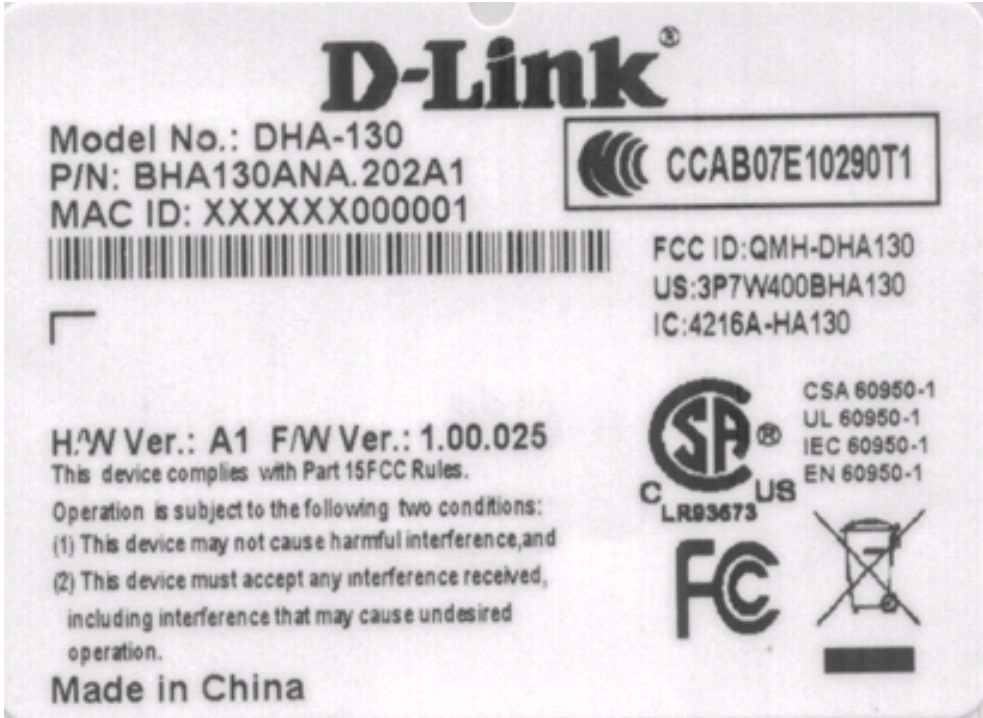 D-Link®
Model No.: DHA-130
P/N: BHA130ANA.202A1
MAC ID: XXXXXX000001
CCAB07E10290T1
FCC ID:QMH-DHA130
US:3P7W400BHA130
IC:4216A-HA130
H/W Ver.: A1 F/W Ver.: 1.00.025
This device complies with Part 15FCC Rules.
Operation is subject to the following two conditions:
(1) This device may not cause harmful interference,and
(2) This device must accept any interference received,
including interference that may cause undesired
operation.
Made in China
CSA®
C US
LR93673
CSA 60950-1
UL 60950-1
IEC 60950-1
EN 60950-1
FC